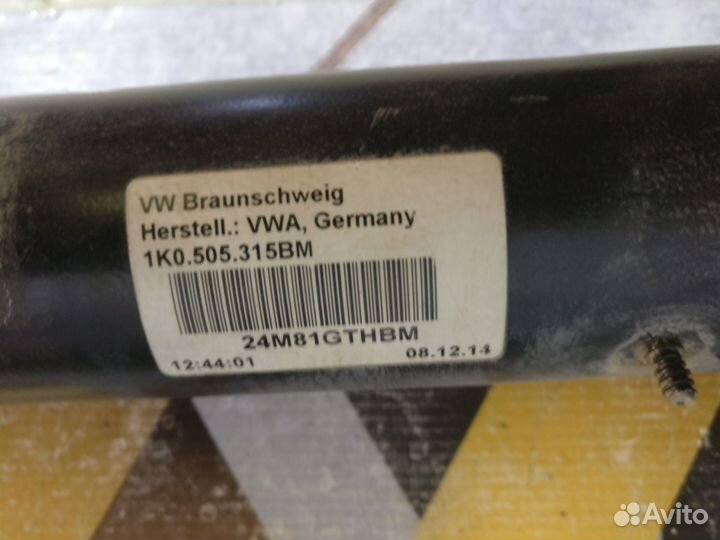 VW Braunschweig
Herstell.: VWA, Germany
1K0.505.315BM
24M81GTHBM
12:44:01 08.12.14
Avito